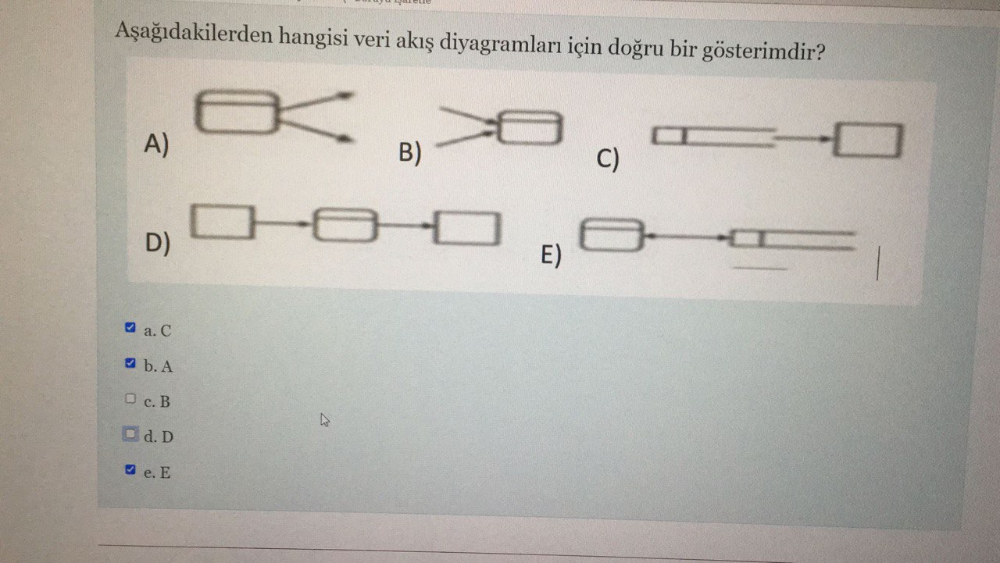 Aşağıdakilerden hangisi veri akış diyagramları için doğru bir gösterimdir?
A)
B)
C)
D)
E)
a. C
b. A
c. B
d. D
e. E